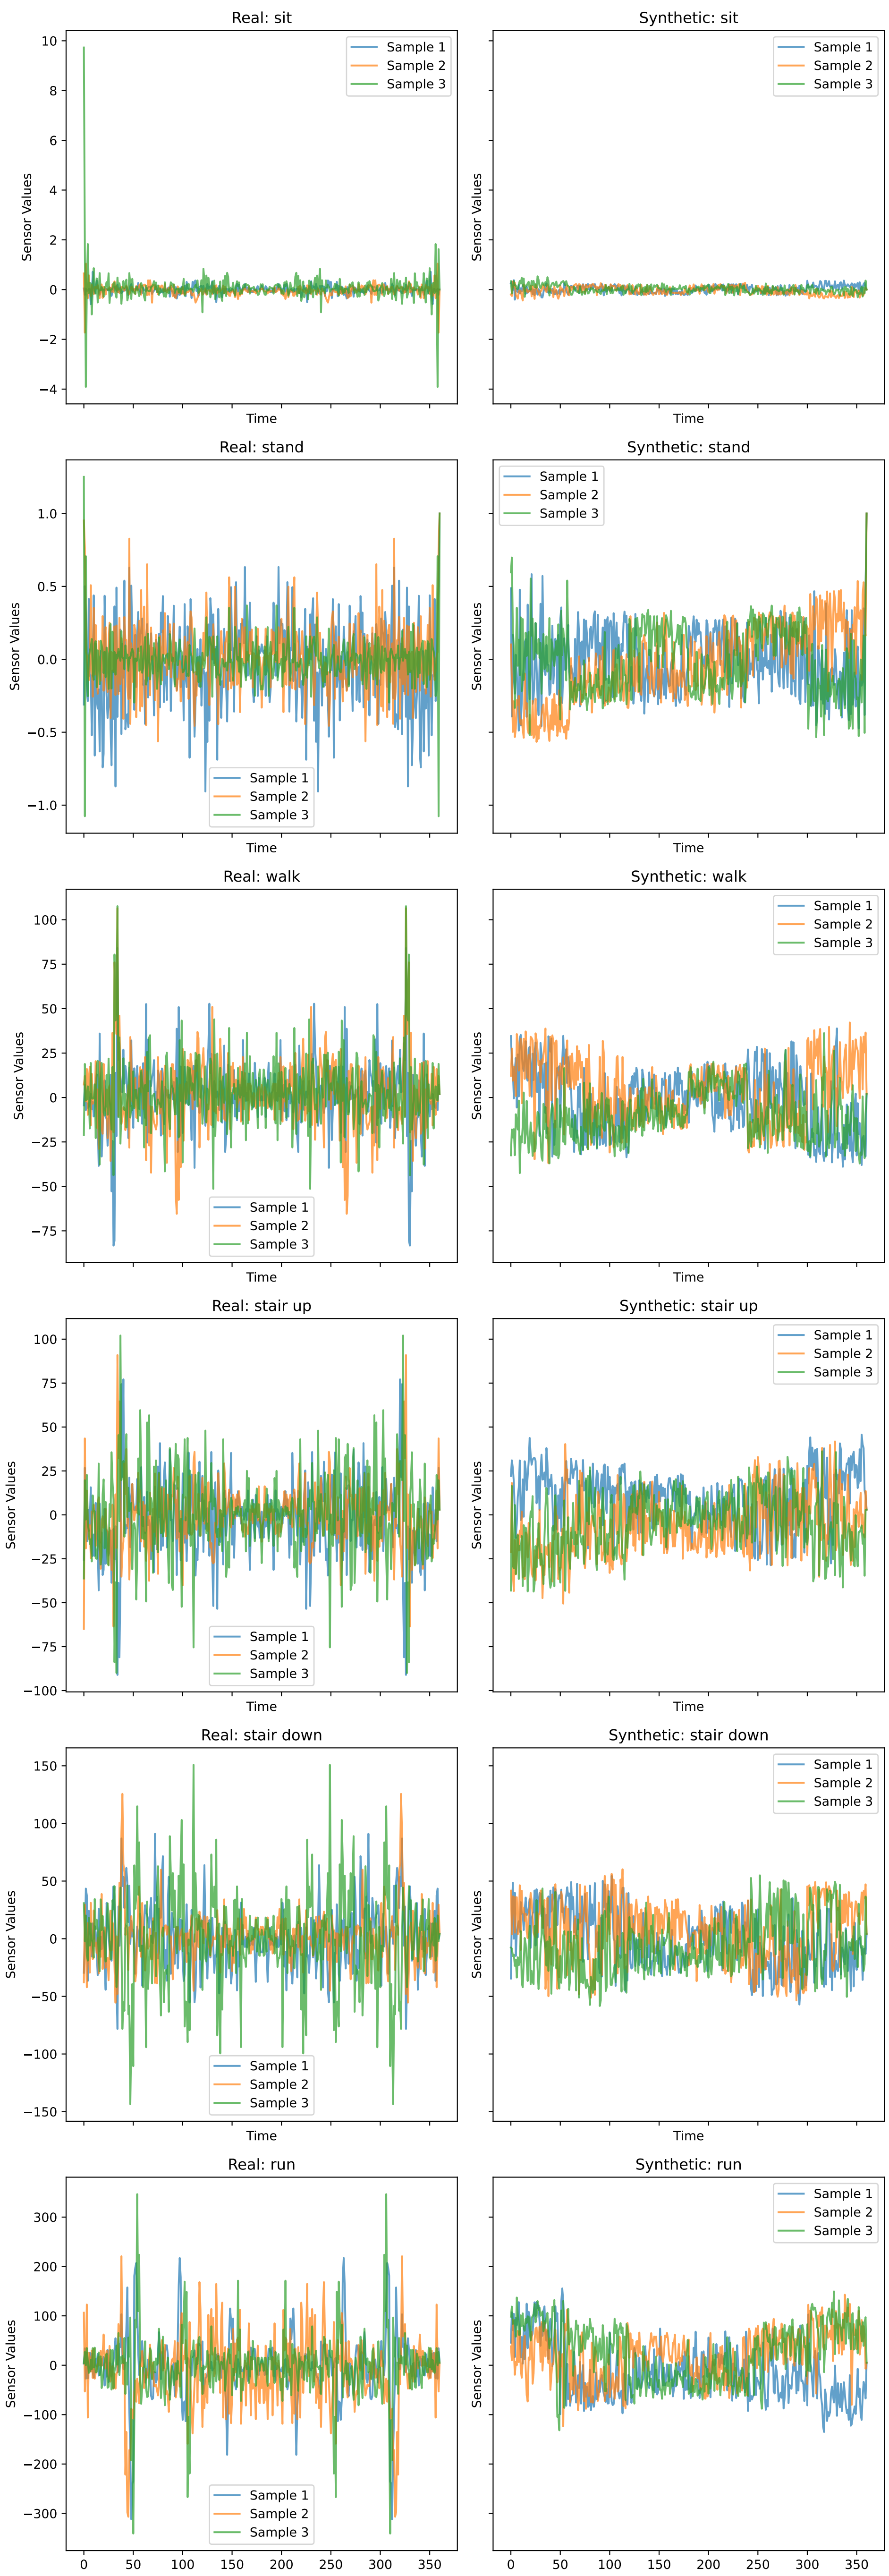 Real: sit
Synthetic: sit
Sensor Values
10
8
6
4
2
0
−2
−4
Sample 1
Sample 2
Sample 3
Time
Sample 1
Sample 2
Sample 3
Time
Real: stand
Synthetic: stand
Sensor Values
1.0
0.5
0.0
−0.5
−1.0
Sample 1
Sample 2
Sample 3
Time
Sensor Values
Sample 1
Sample 2
Sample 3
Time
Real: walk
Synthetic: walk
Sensor Values
100
75
50
25
0
−25
−50
−75
Sample 1
Sample 2
Sample 3
Time
Sensor Values
Sample 1
Sample 2
Sample 3
Time
Real: stair up
Synthetic: stair up
Sensor Values
100
75
50
25
0
−25
−50
−75
−100
Sample 1
Sample 2
Sample 3
Time
Sensor Values
Sample 1
Sample 2
Sample 3
Time
Real: stair down
Synthetic: stair down
Sensor Values
150
100
50
0
−50
−100
−150
Sample 1
Sample 2
Sample 3
Time
Sensor Values
Sample 1
Sample 2
Sample 3
Time
Real: run
Synthetic: run
Sensor Values
300
200
100
0
−100
−200
−300
Sample 1
Sample 2
Sample 3
0 50 100 150 200 250 300 350
Sensor Values
Sample 1
Sample 2
Sample 3
0 50 100 150 200 250 300 350